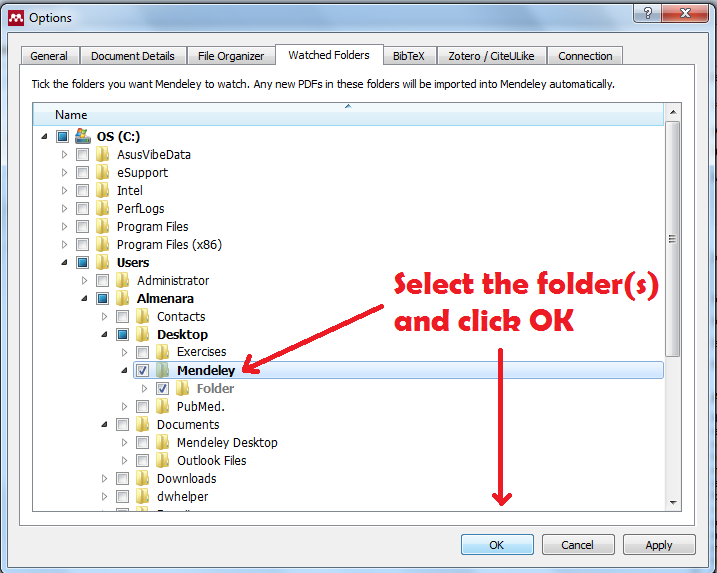 Options
General
Document Details
File Organizer
Watched Folders
BibTeX
Zotero / CiteULike
Connection
Tick the folders you want Mendeley to watch. Any new PDFs in these folders will be imported into Mendeley automatically.
Name
OS (C:)
AsusVibeData
eSupport
Intel
PerfLogs
Program Files
Program Files (x86)
Users
Administrator
Almenara
Contacts
Desktop
Exercises
Mendeley
Folder
PubMed.
Documents
Mendeley Desktop
Outlook Files
Downloads
dwhelper
Select the folder(s)
and click OK
OK
Cancel
Apply